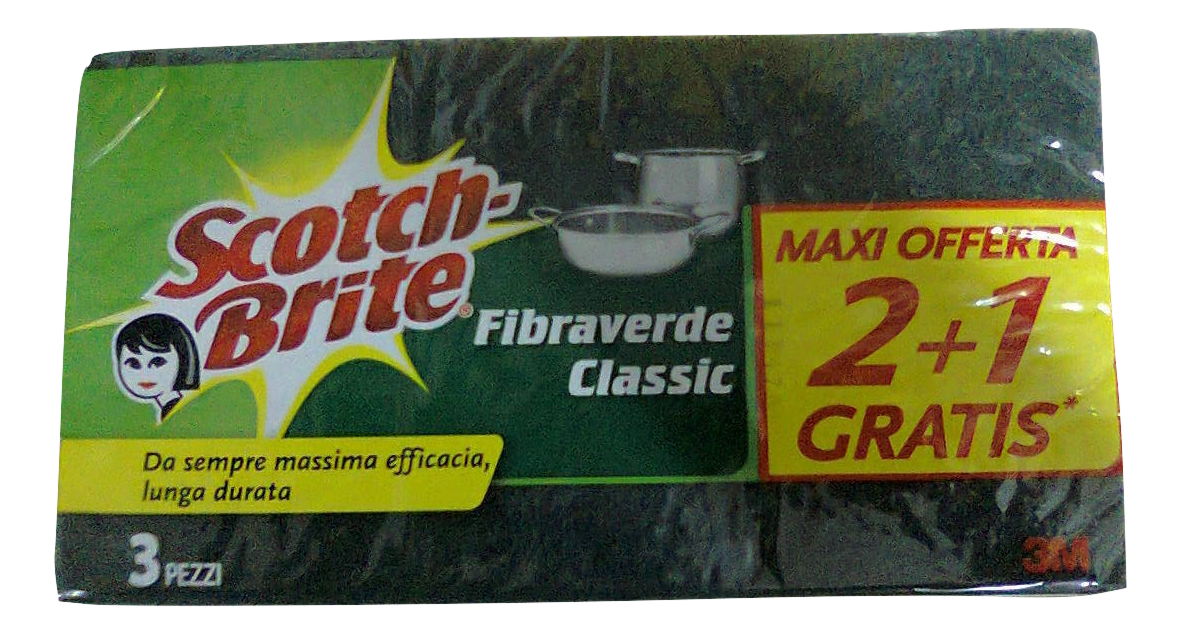 Scotch-
Brite®
Fibraverde
Classic
MAXI OFFERTA
2+1
GRATIS*
Da sempre massima efficacia,
lunga durata
3 PEZZI
3M